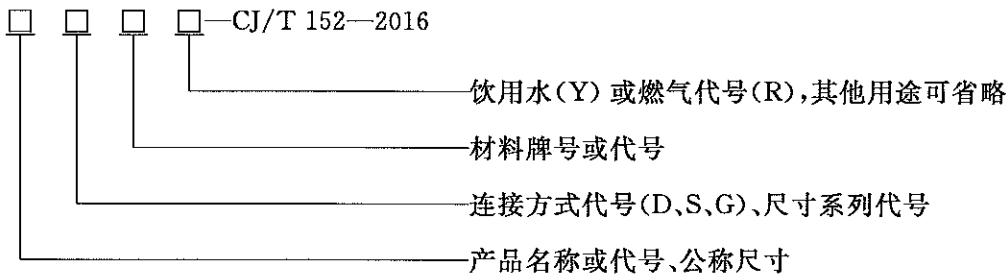 □ □ □ □—CJ/T 152—2016
饮用水(Y)或燃气代号(R),其他用途可省略
材料牌号或代号
连接方式代号(D、S、G)、尺寸系列代号
产品名称或代号、公称尺寸